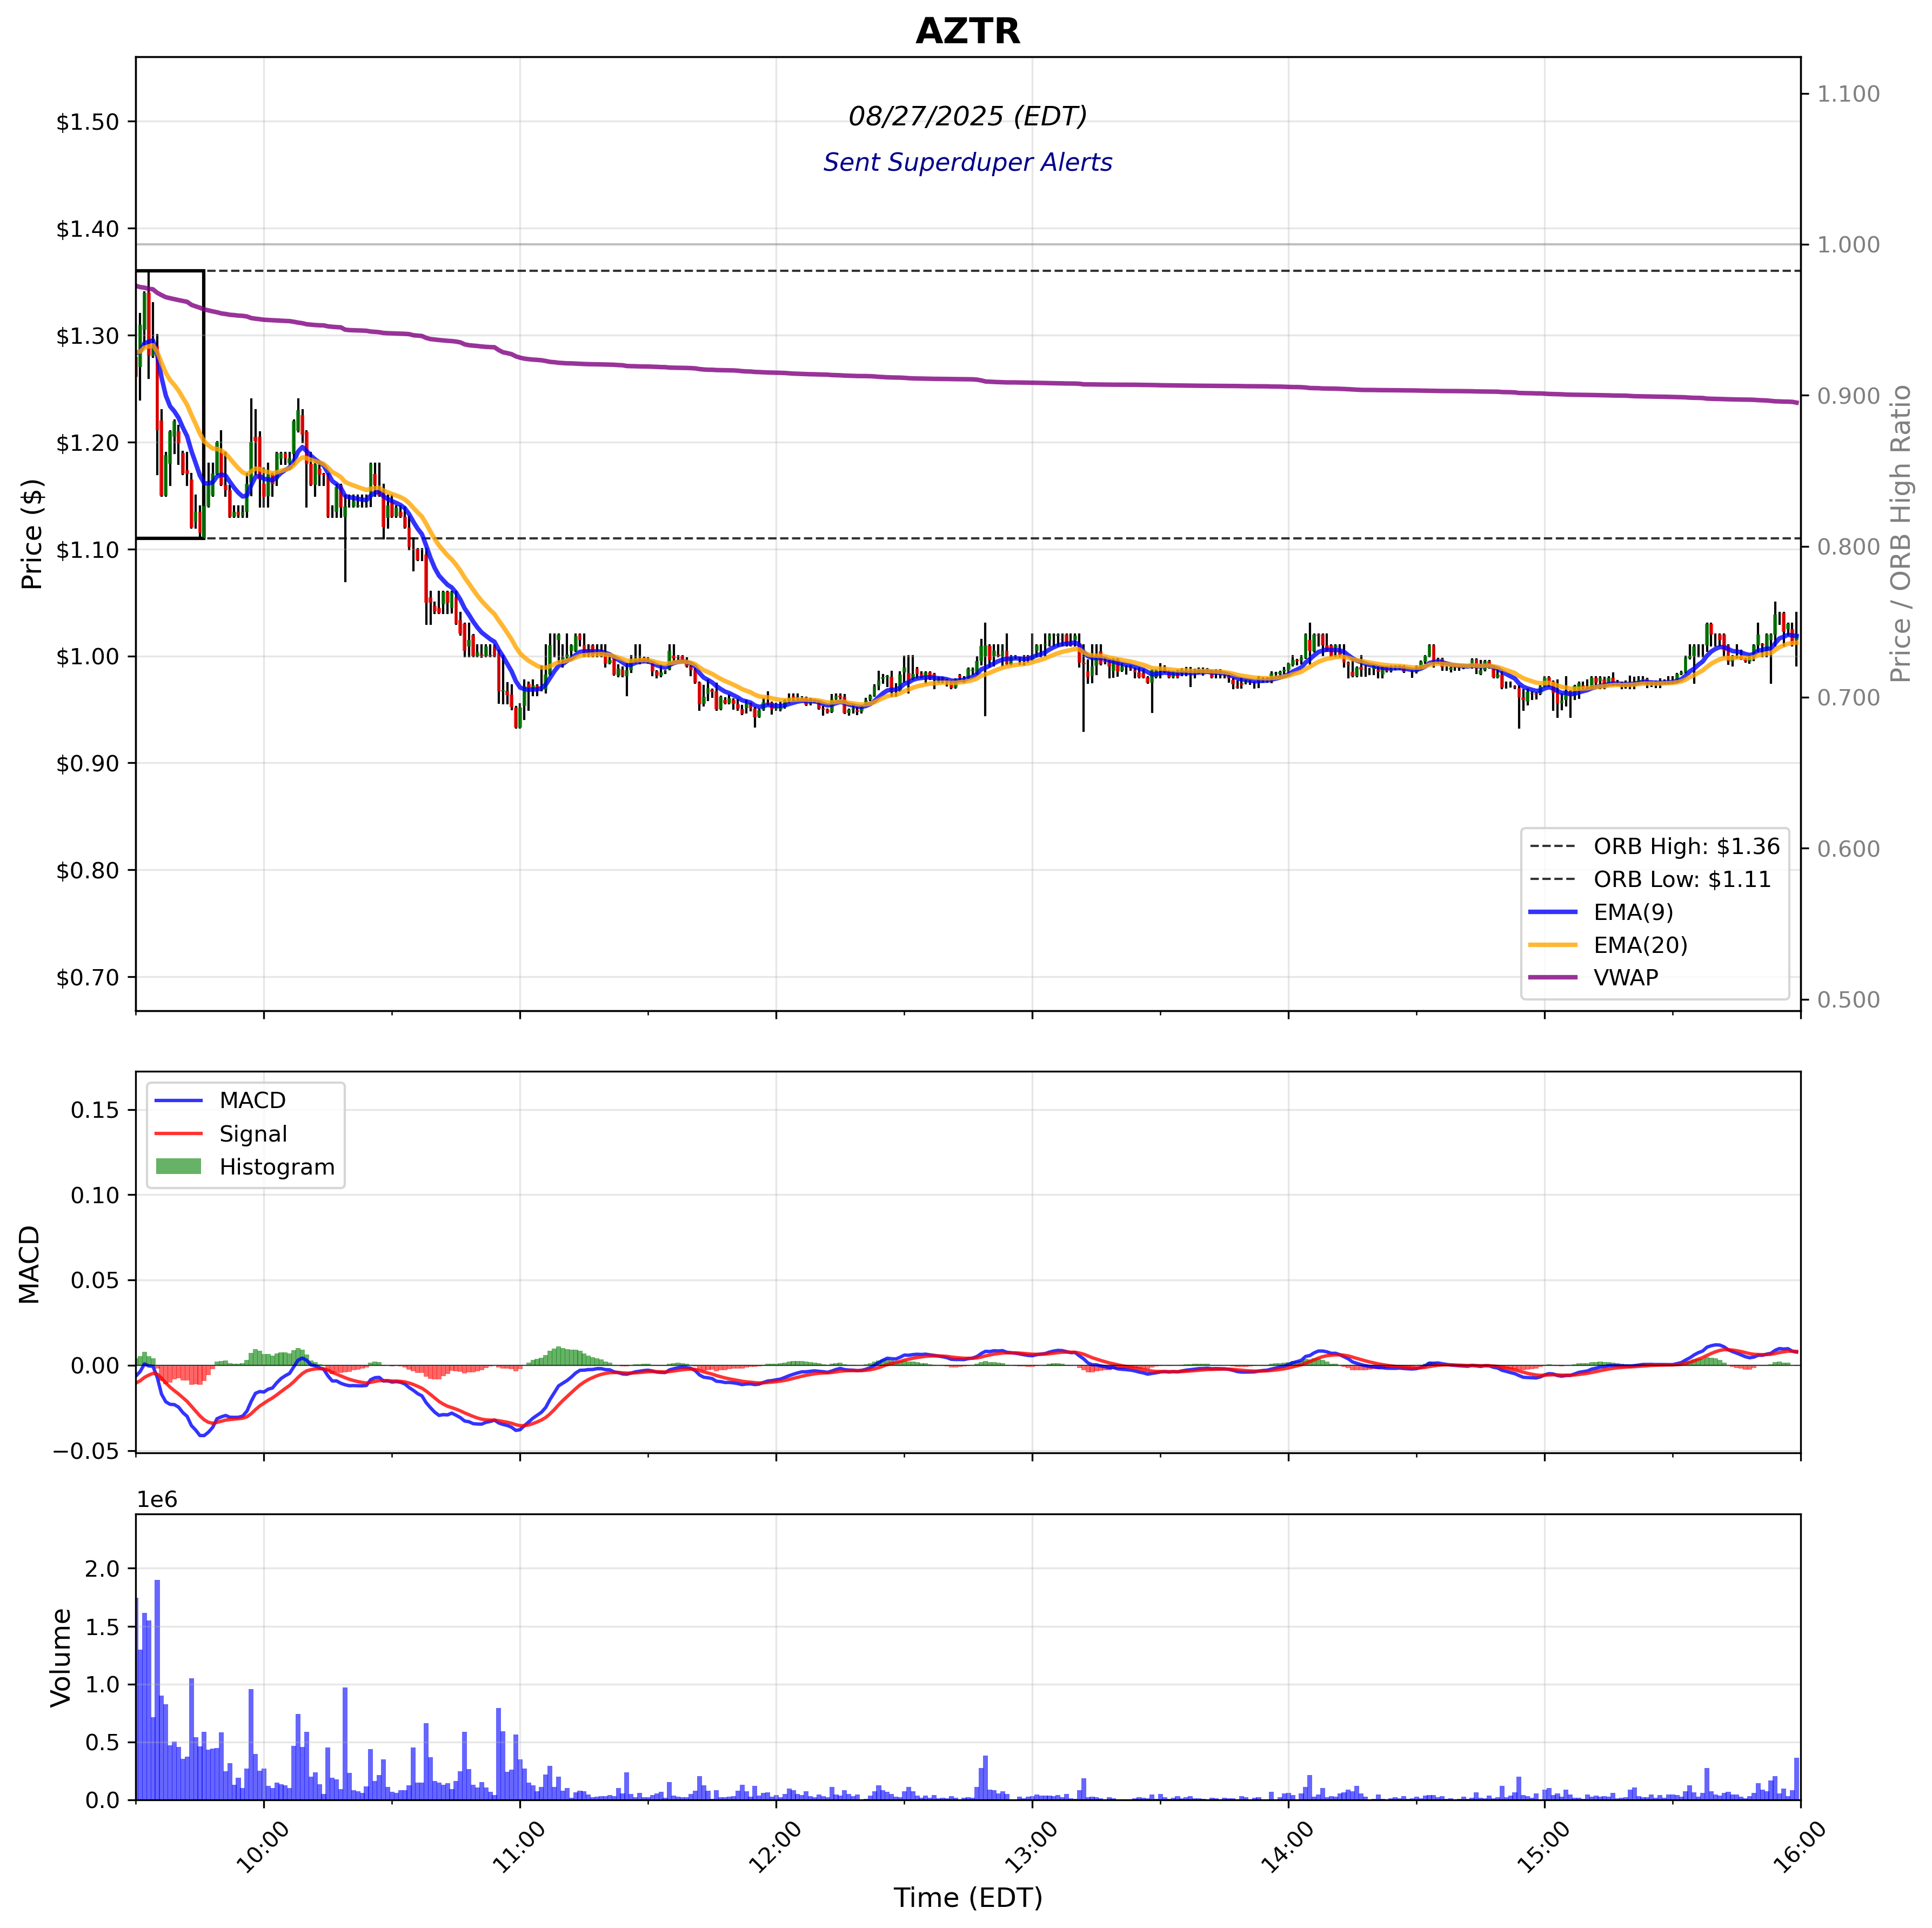 AZTR
08/27/2025 (EDT)
Sent Superduper Alerts
Price ($)
$1.50
$1.40
$1.30
$1.20
$1.10
$1.00
$0.90
$0.80
$0.70
1.100
1.000
0.900
0.800
0.700
0.600
0.500
Price / ORB High Ratio
ORB High: $1.36
ORB Low: $1.11
EMA(9)
EMA(20)
VWAP
MACD
0.15
0.10
0.05
0.00
−0.05
MACD
Signal
Histogram
1e6
Volume
2.0
1.5
1.0
0.5
0.0
10:00
11:00
12:00
13:00
14:00
15:00
16:00
Time (EDT)